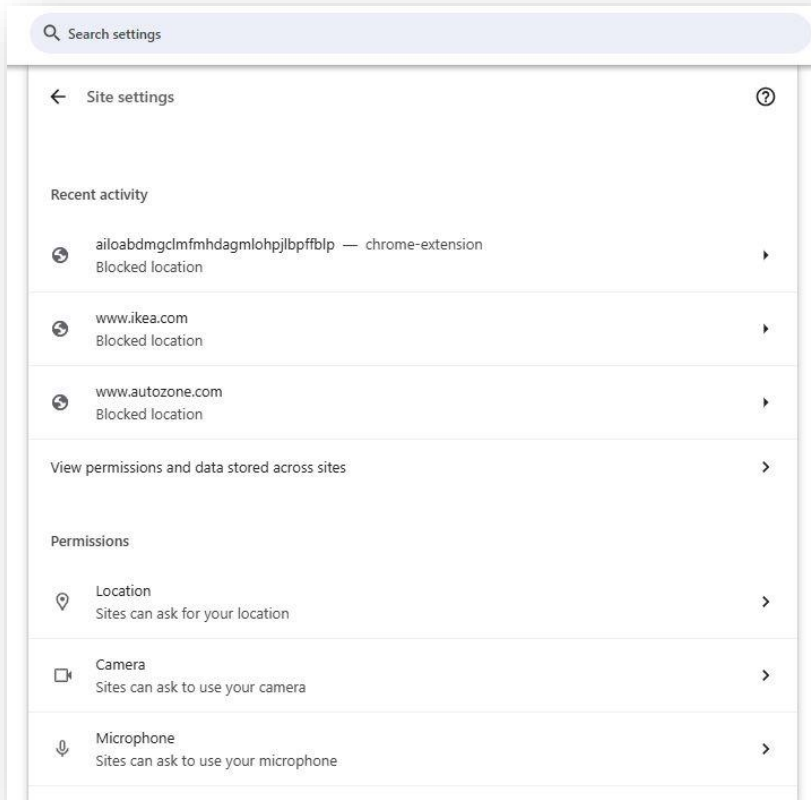 Search settings
Site settings
Recent activity
ailoabdmgclmfmhdagmlohpjlbpffblp — chrome-extension
Blocked location
www.ikea.com
Blocked location
www.autozone.com
Blocked location
View permissions and data stored across sites
Permissions
Location
Sites can ask for your location
Camera
Sites can ask to use your camera
Microphone
Sites can ask to use your microphone